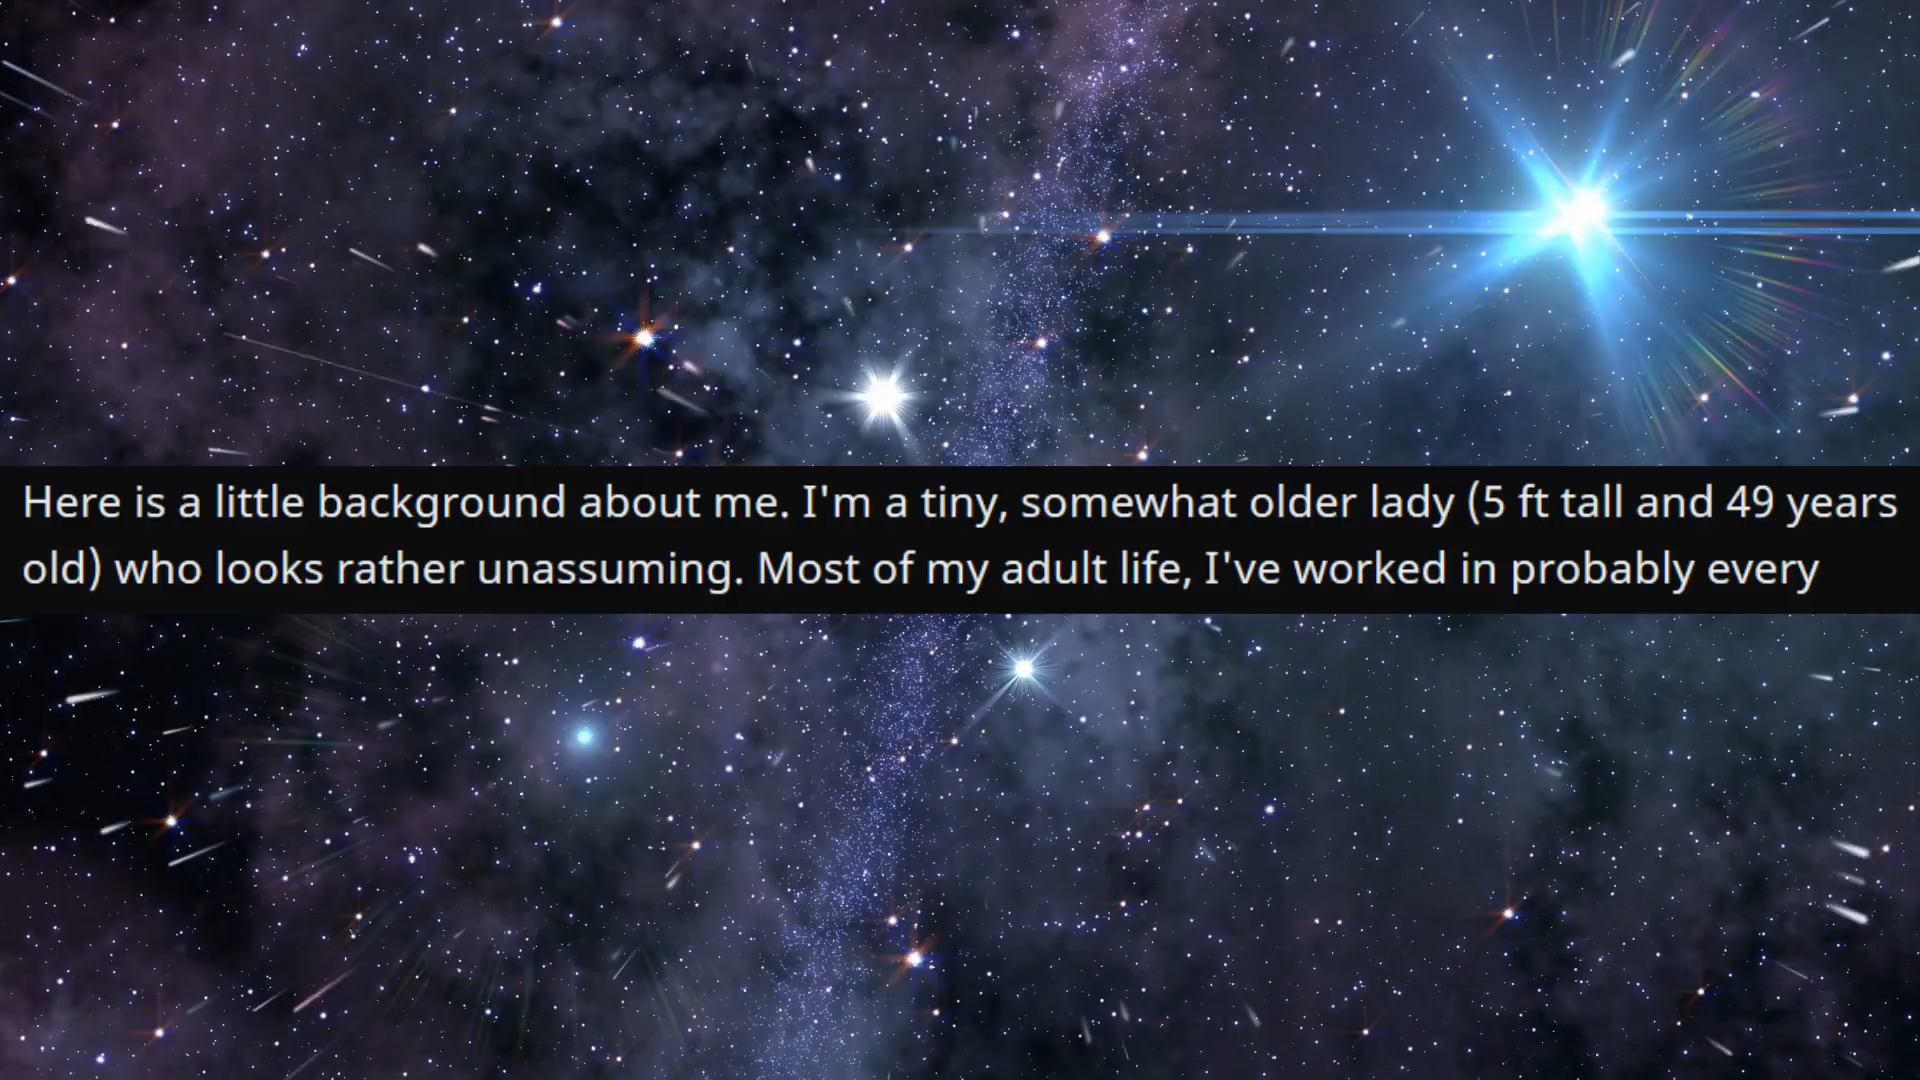 Here is a little background about me. I'm a tiny, somewhat older lady (5 ft tall and 49 years
old) who looks rather unassuming. Most of my adult life, I've worked in probably every